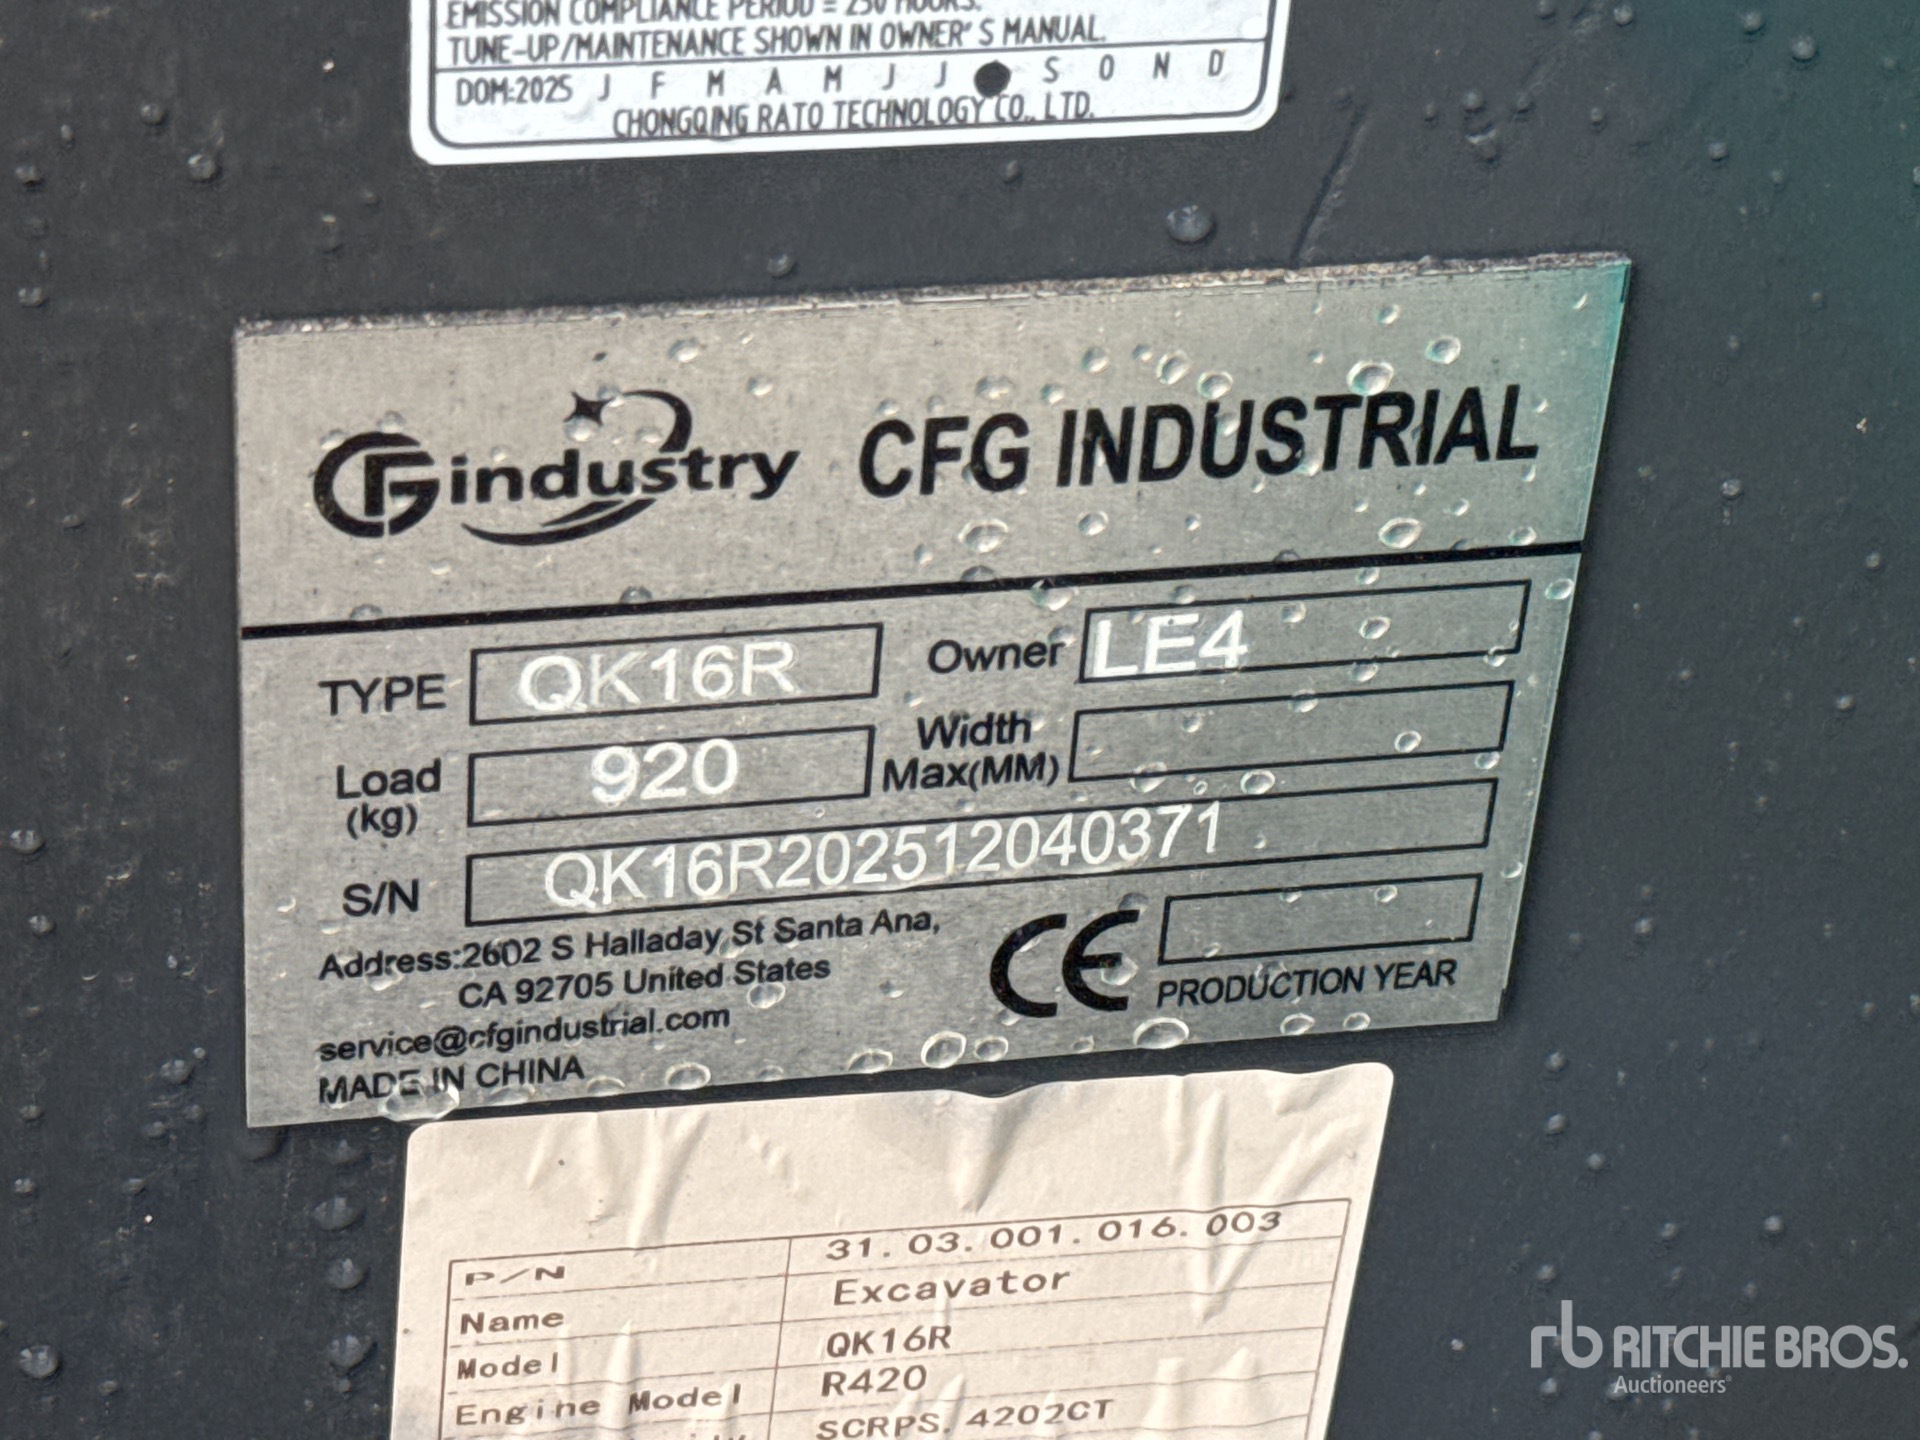 EMISSION COMPLIANCE PERIOD = 250 HOURS.
TUNE-UP/MAINTENANCE SHOWN IN OWNER'S MANUAL.
DOM:2025 J F M A M J J ● S O N D
CHONGQING RATO TECHNOLOGY CO., LTD.
CFG industry CFG INDUSTRIAL
TYPE QK16R Owner LE4
Load (kg) 920 Width Max(MM)
S/N QK16R202512040371
Address:2602 S Halladay St Santa Ana,
CA 92705 United States
service@cfgindustrial.com
MADE IN CHINA
CE PRODUCTION YEAR
P/N 31.03.001.016.003
Name Excavator
Model QK16R
Engine Model R420
SCRPS.4202CT
rb RITCHIE BROS.
Auctioneers